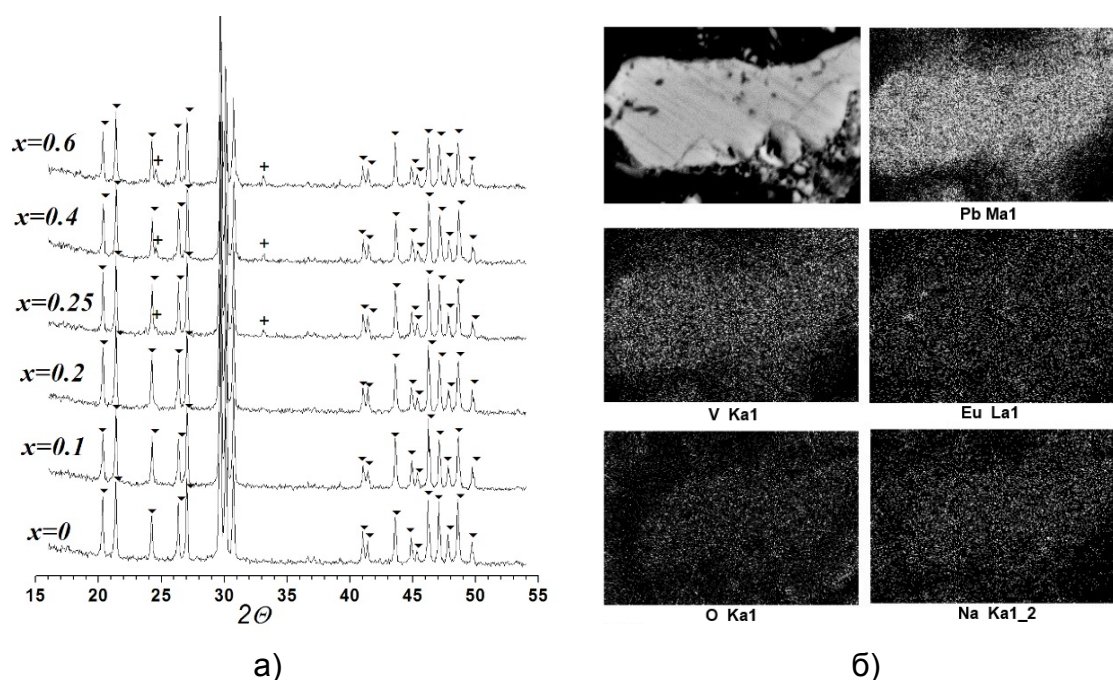 x=0.6
x=0.4
x=0.25
x=0.2
x=0.1
x=0
15 20 25 30 35 40 45 50 55
2Θ
а)
Pb Ma1
V Ka1
Eu La1
O Ka1
Na Ka1_2
б)